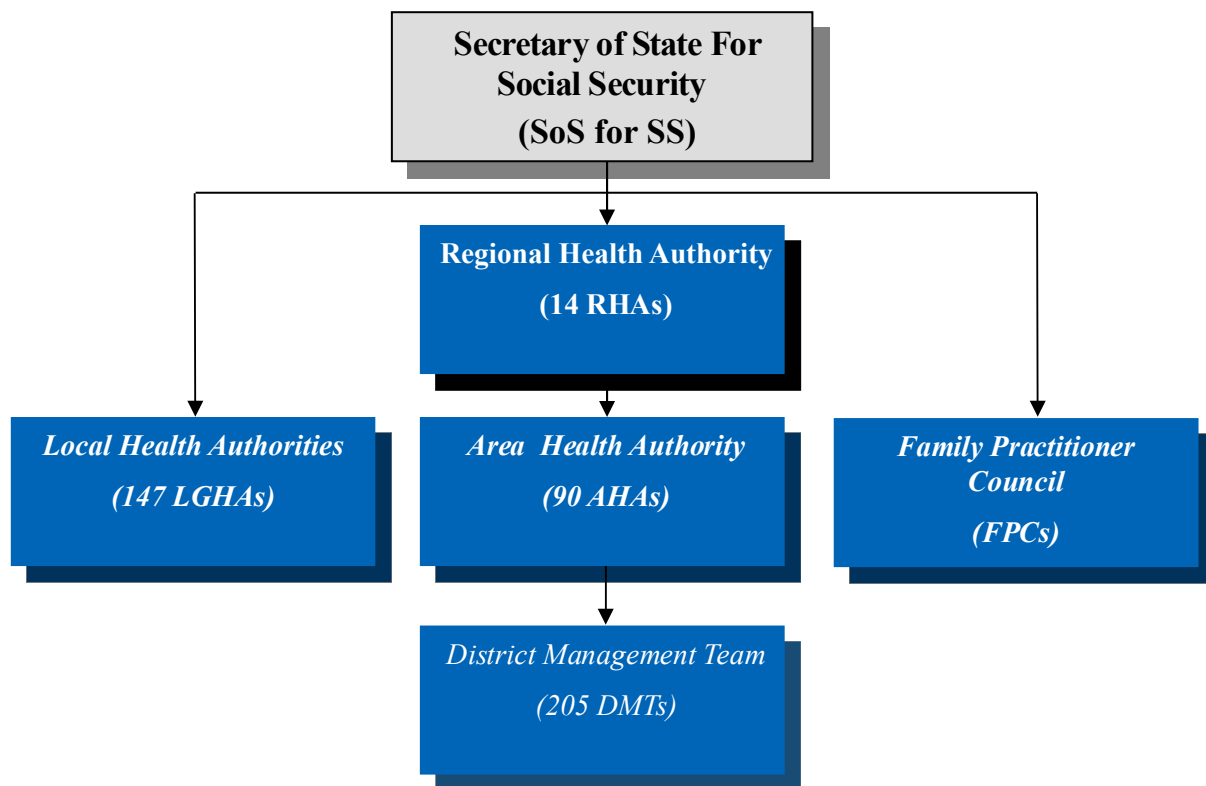 Secretary of State For
Social Security
(SoS for SS)
Regional Health Authority
(14 RHAs)
Local Health Authorities
(147 LGHAs)
Area Health Authority
(90 AHAs)
Family Practitioner
Council
(FPCs)
District Management Team
(205 DMTs)